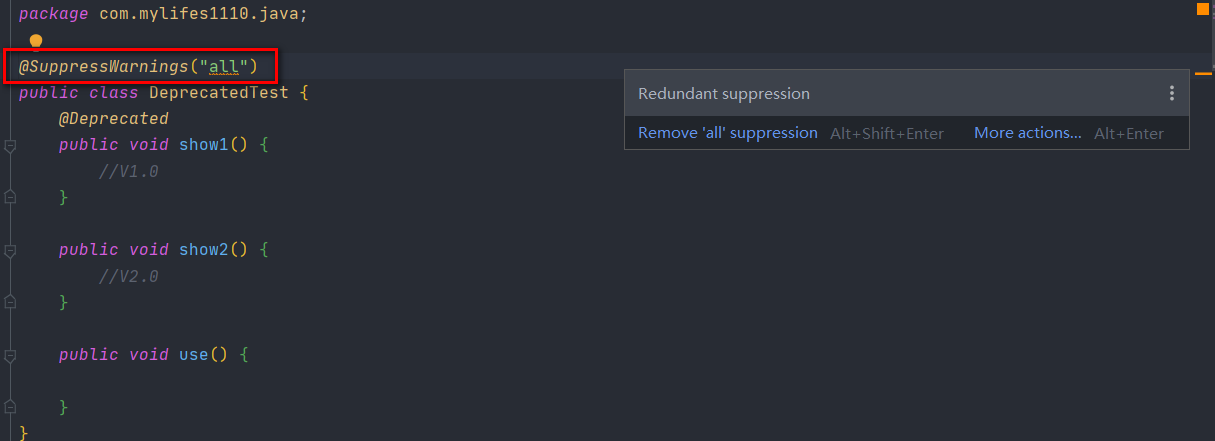 package com.mylifes1110.java;
@SuppressWarnings("all")
public class DeprecatedTest {
@Deprecated
public void show1() {
//V1.0
}
public void show2() {
//V2.0
}
public void use() {
}
}
Redundant suppression
Remove 'all' suppression Alt+Shift+Enter More actions... Alt+Enter